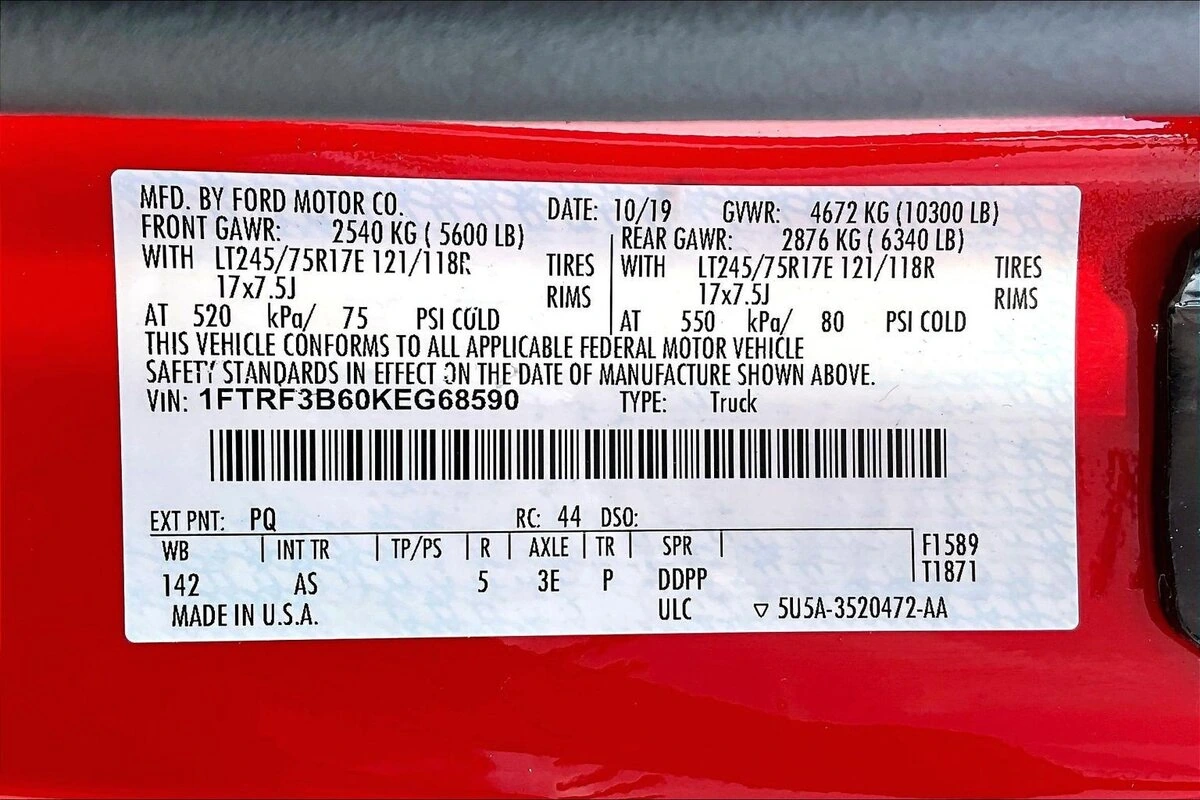 MFD. BY FORD MOTOR CO. DATE: 10/19 GVWR: 4672 KG (10300 LB)
FRONT GAWR: 2540 KG ( 5600 LB) REAR GAWR: 2876 KG ( 6340 LB)
WITH LT245/75R17E 121/118R TIRES WITH LT245/75R17E 121/118R TIRES
17x7.5J RIMS 17x7.5J RIMS
AT 520 kPa/ 75 PSI COLD AT 550 kPa/ 80 PSI COLD
THIS VEHICLE CONFORMS TO ALL APPLICABLE FEDERAL MOTOR VEHICLE
SAFETY STANDARDS IN EFFECT ON THE DATE OF MANUFACTURE SHOWN ABOVE.
VIN: 1FTRF3B60KEG68590 TYPE: Truck
EXT PNT: PQ RC: 44 DSO:
WB INT TR TP/PS R AXLE TR SPR F1589
142 AS 5 3E P DDPP T1871
MADE IN U.S.A. ULC ▽ 5U5A-3520472-AA